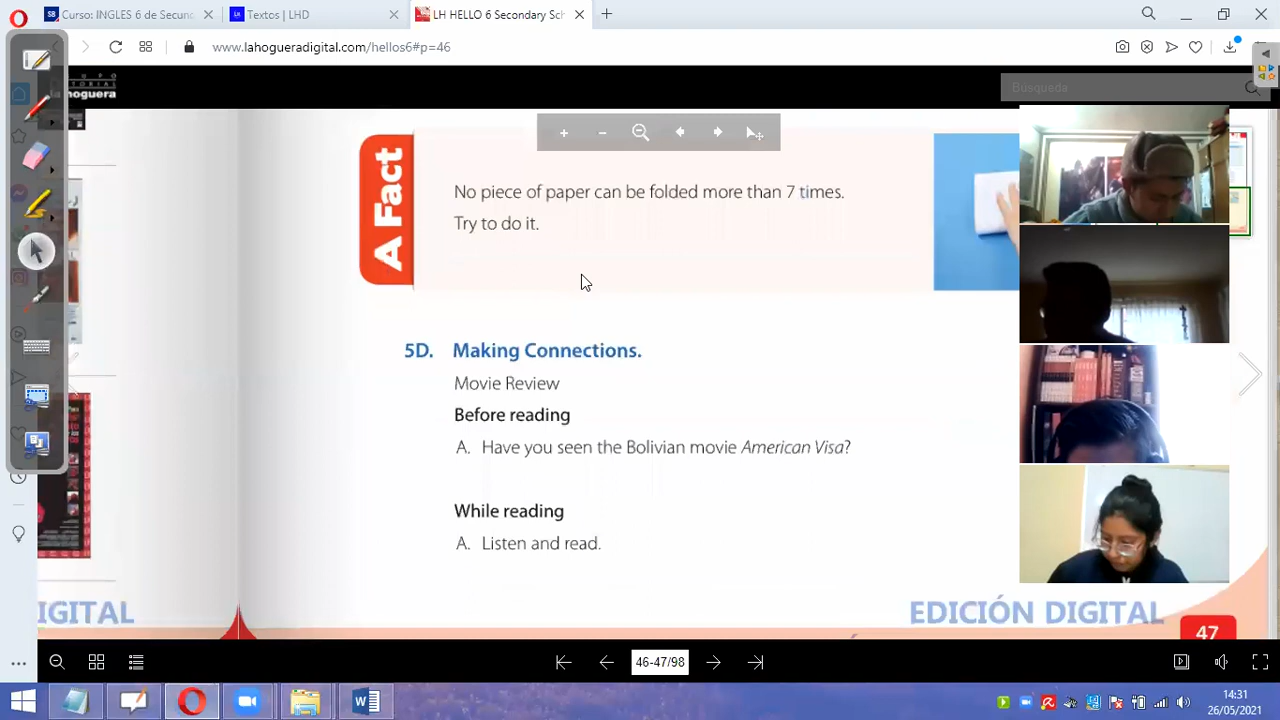 Curso: INGLES 6 de Secun
Textos | LHD
LH HELLO 6 Secondary Sch
www.lahogueradigital.com/hellos6#p=46
Búsqueda
A Fact
No piece of paper can be folded more than 7 times.
Try to do it.
5D. Making Connections.
Movie Review
Before reading
A. Have you seen the Bolivian movie American Visa?
While reading
A. Listen and read.
IGITAL
EDICIÓN DIGITAL
47
46-47/98
14:31
26/05/2021